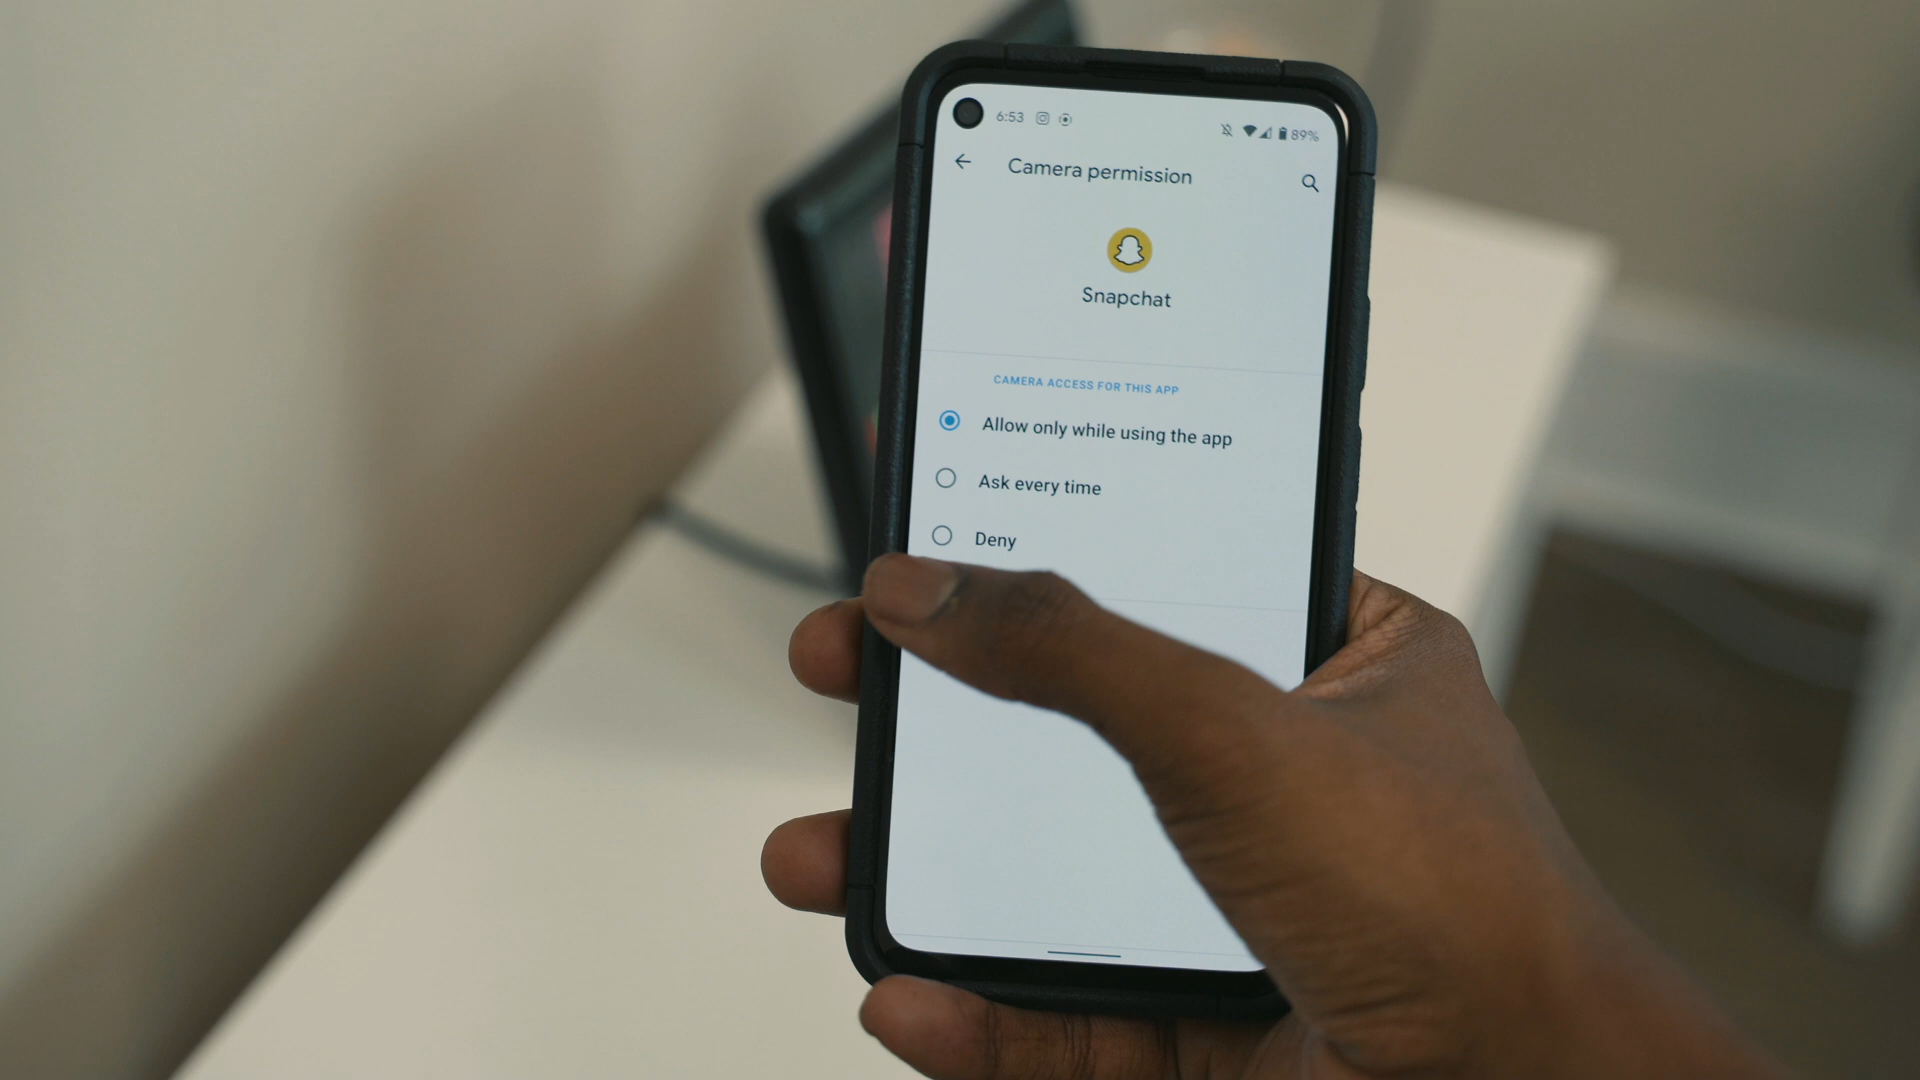 6:53 89%
Camera permission
Snapchat
CAMERA ACCESS FOR THIS APP
Allow only while using the app
Ask every time
Deny